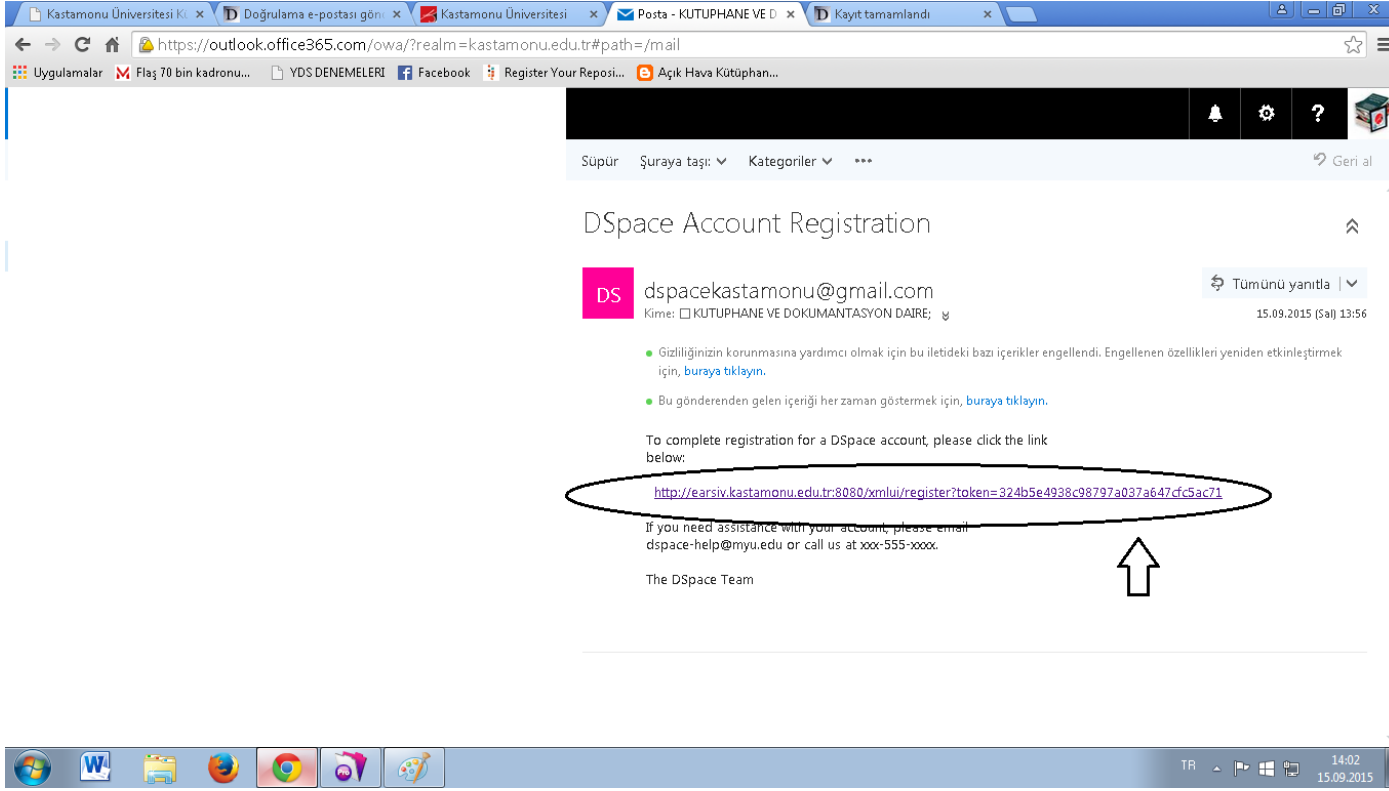 Kastamonu Üniversitesi Kü
Doğrulama e-postası gön
Kastamonu Üniversitesi
Posta - KUTUPHANE VE D
Kayıt tamamlandı
https://outlook.office365.com/owa/?realm=kastamonu.edu.tr#path=/mail
Uygulamalar
Flaş 70 bin kadronu...
YDS DENEMELERI
Facebook
Register Your Reposi...
Açık Hava Kütüphan...
?
Süpür
Şuraya taşı:
Kategoriler
•••
Geri al
DSpace Account Registration
DS
dspacekastamonu@gmail.com
Tümünü yanıtla
Kime: KUTUPHANE VE DOKUMANTASYON DAIRE;
15.09.2015 (Sal) 13:56
Gizliliğinizin korunmasına yardımcı olmak için bu iletideki bazı içerikler engellendi. Engellenen özellikleri yeniden etkinleştirmek
için, buraya tıklayın.
Bu gönderenden gelen içeriği her zaman göstermek için, buraya tıklayın.
To complete registration for a DSpace account, please click the link
below:
http://earsiv.kastamonu.edu.tr:8080/xmlui/register?token=324b5e4938c98797a037a647cfc5ac71
If you need assistance with your account, please email
dspace-help@myu.edu or call us at xxx-555-xxxx.
The DSpace Team
TR
14:02
15.09.2015